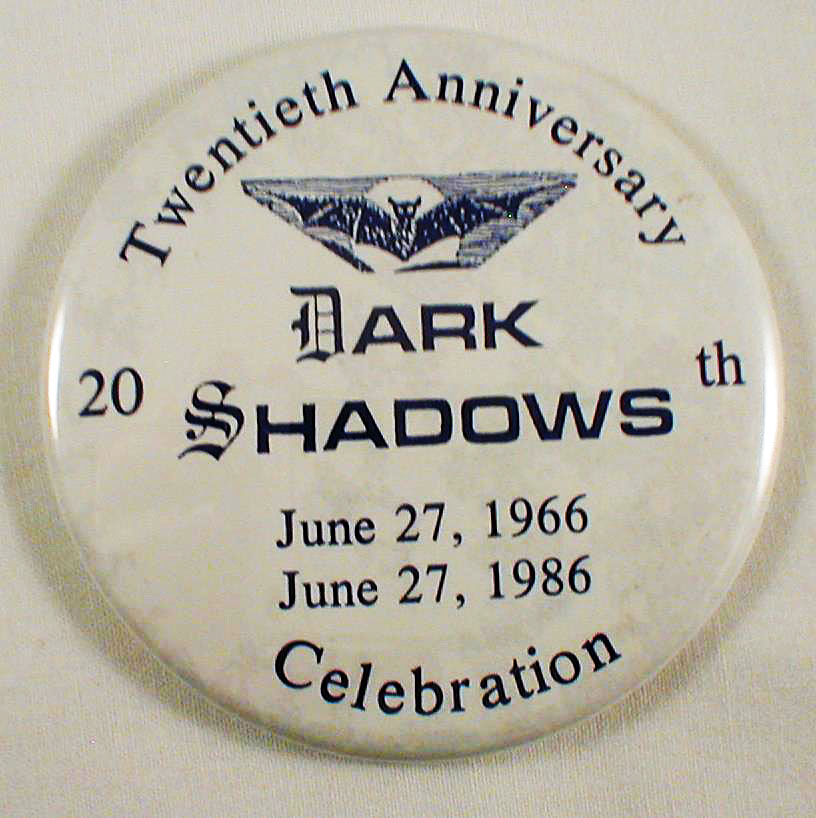 Twentieth Anniversary
DARK
20 SHADOWS th
June 27, 1966
June 27, 1986
Celebration